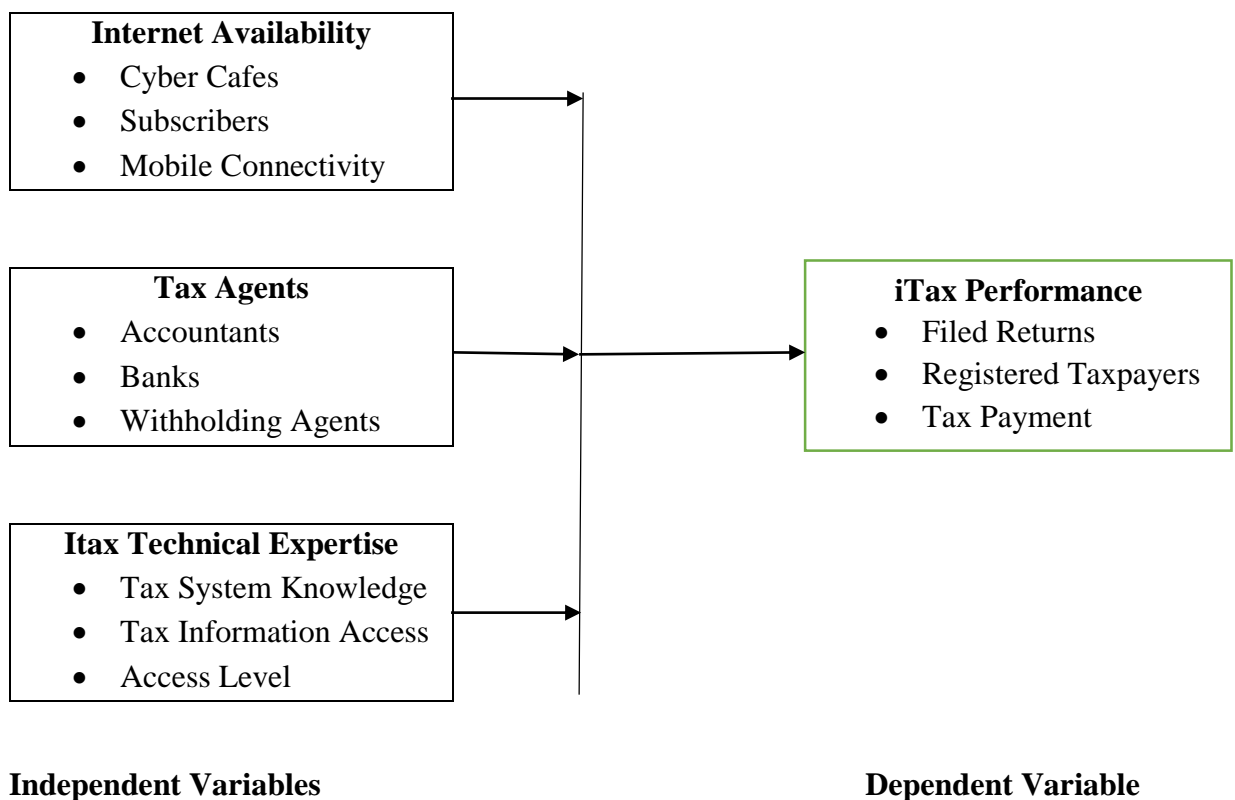 Internet Availability
• Cyber Cafes
• Subscribers
• Mobile Connectivity
Tax Agents
• Accountants
• Banks
• Withholding Agents
Itax Technical Expertise
• Tax System Knowledge
• Tax Information Access
• Access Level
iTax Performance
• Filed Returns
• Registered Taxpayers
• Tax Payment
Independent Variables
Dependent Variable